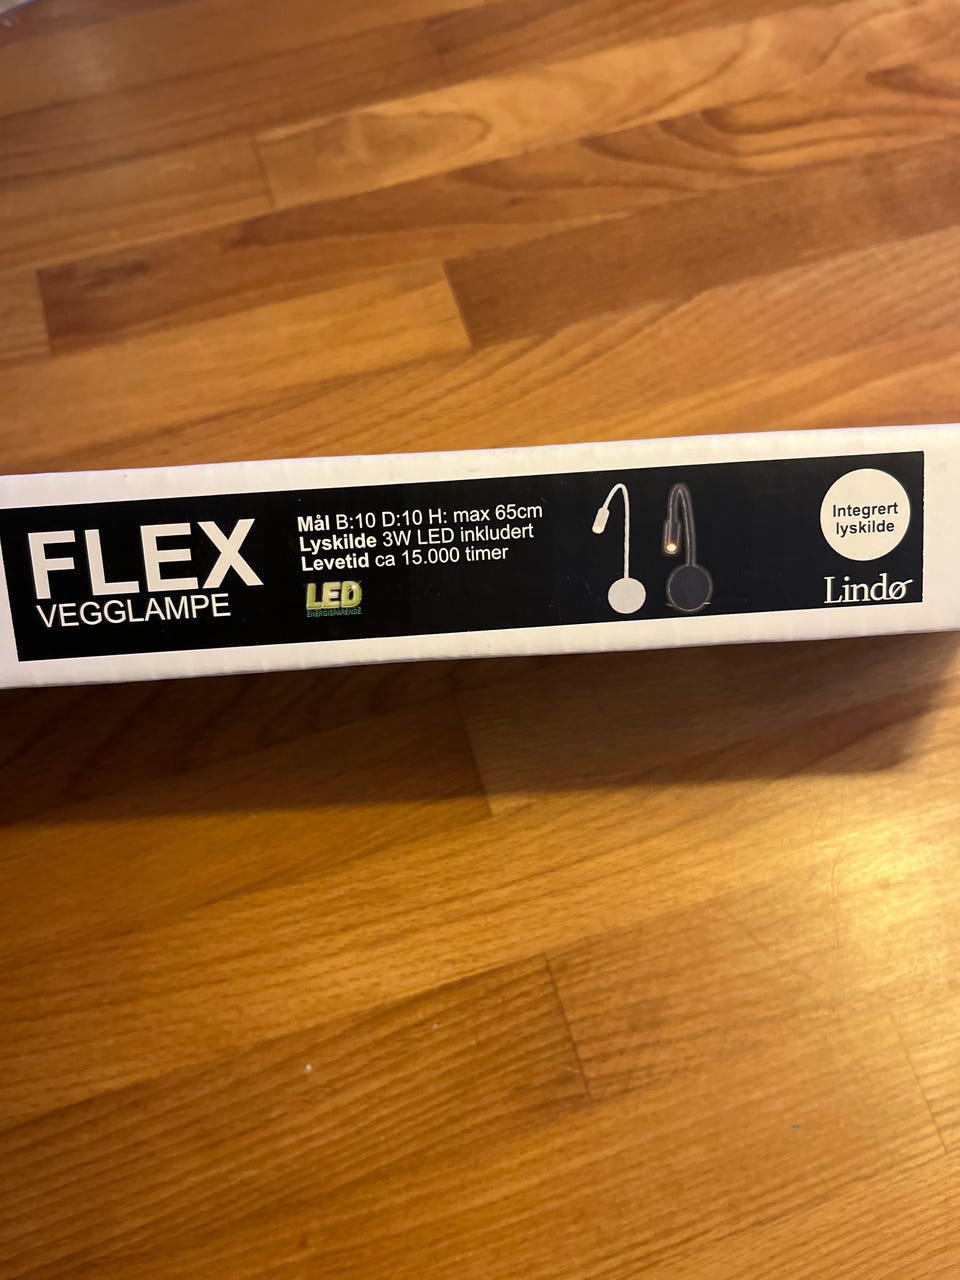 FLEX
VEGGLAMPE
Mål B:10 D:10 H: max 65cm
Lyskilde 3W LED inkludert
Levetid ca 15.000 timer
LED
ENERGISPARENDE
Integrert
lyskilde
Lindø